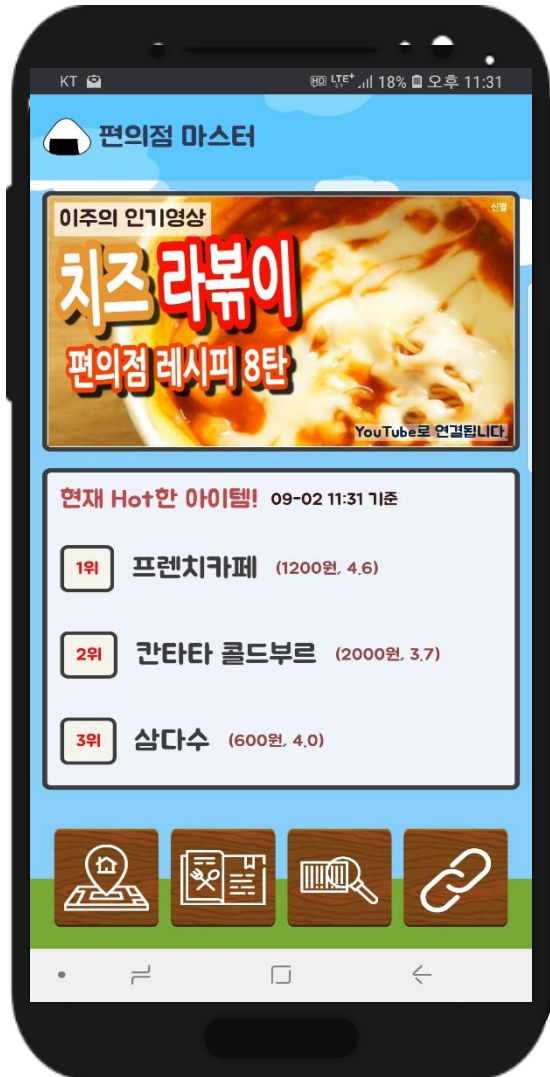 KT HD LTE+ 18% 오후 11:31
편의점 마스터
이주의 인기영상
신별
치즈 라볶이
편의점 레시피 8탄
YouTube로 연결됩니다.
현재 Hot한 아이템! 09-02 11:31 기준
1위 프렌치카페 (1200원, 4.6)
2위 칸타타 콜드부르 (2000원, 3.7)
3위 삼다수 (600원, 4.0)